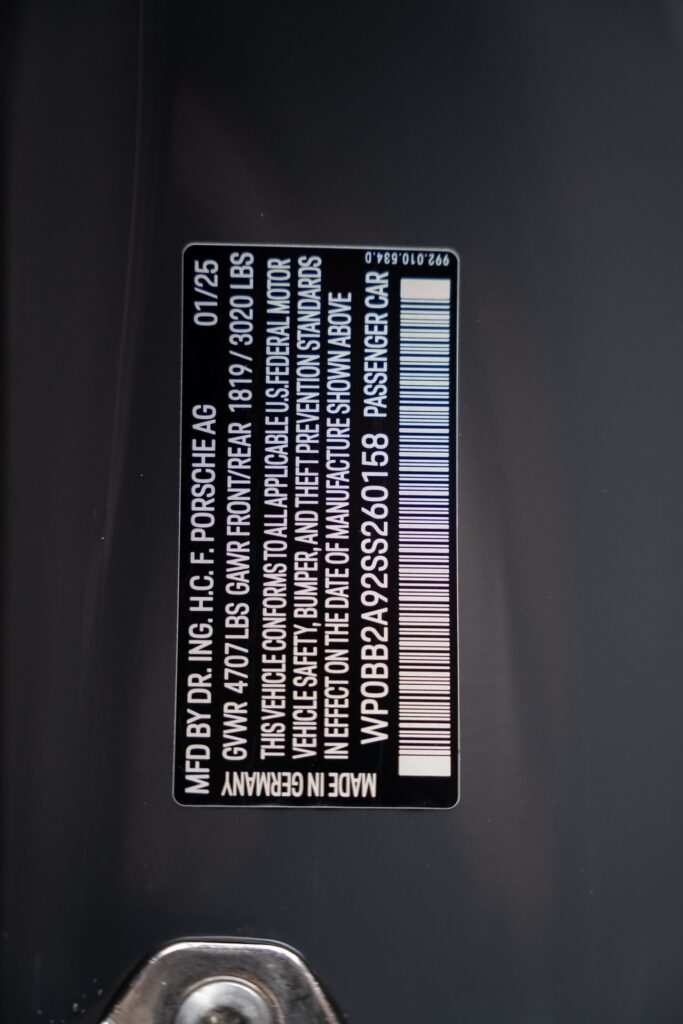 MFD BY DR. ING. H.C. F. PORSCHE AG 01/25
GVWR 4707 LBS GAWR FRONT/REAR 1819 / 3020 LBS
THIS VEHICLE CONFORMS TO ALL APPLICABLE U.S.FEDERAL MOTOR
VEHICLE SAFETY, BUMPER, AND THEFT PREVENTION STANDARDS
IN EFFECT ON THE DATE OF MANUFACTURE SHOWN ABOVE
WP0BB2A92SS260158 PASSENGER CAR
MADE IN GERMANY
992.010.534.D